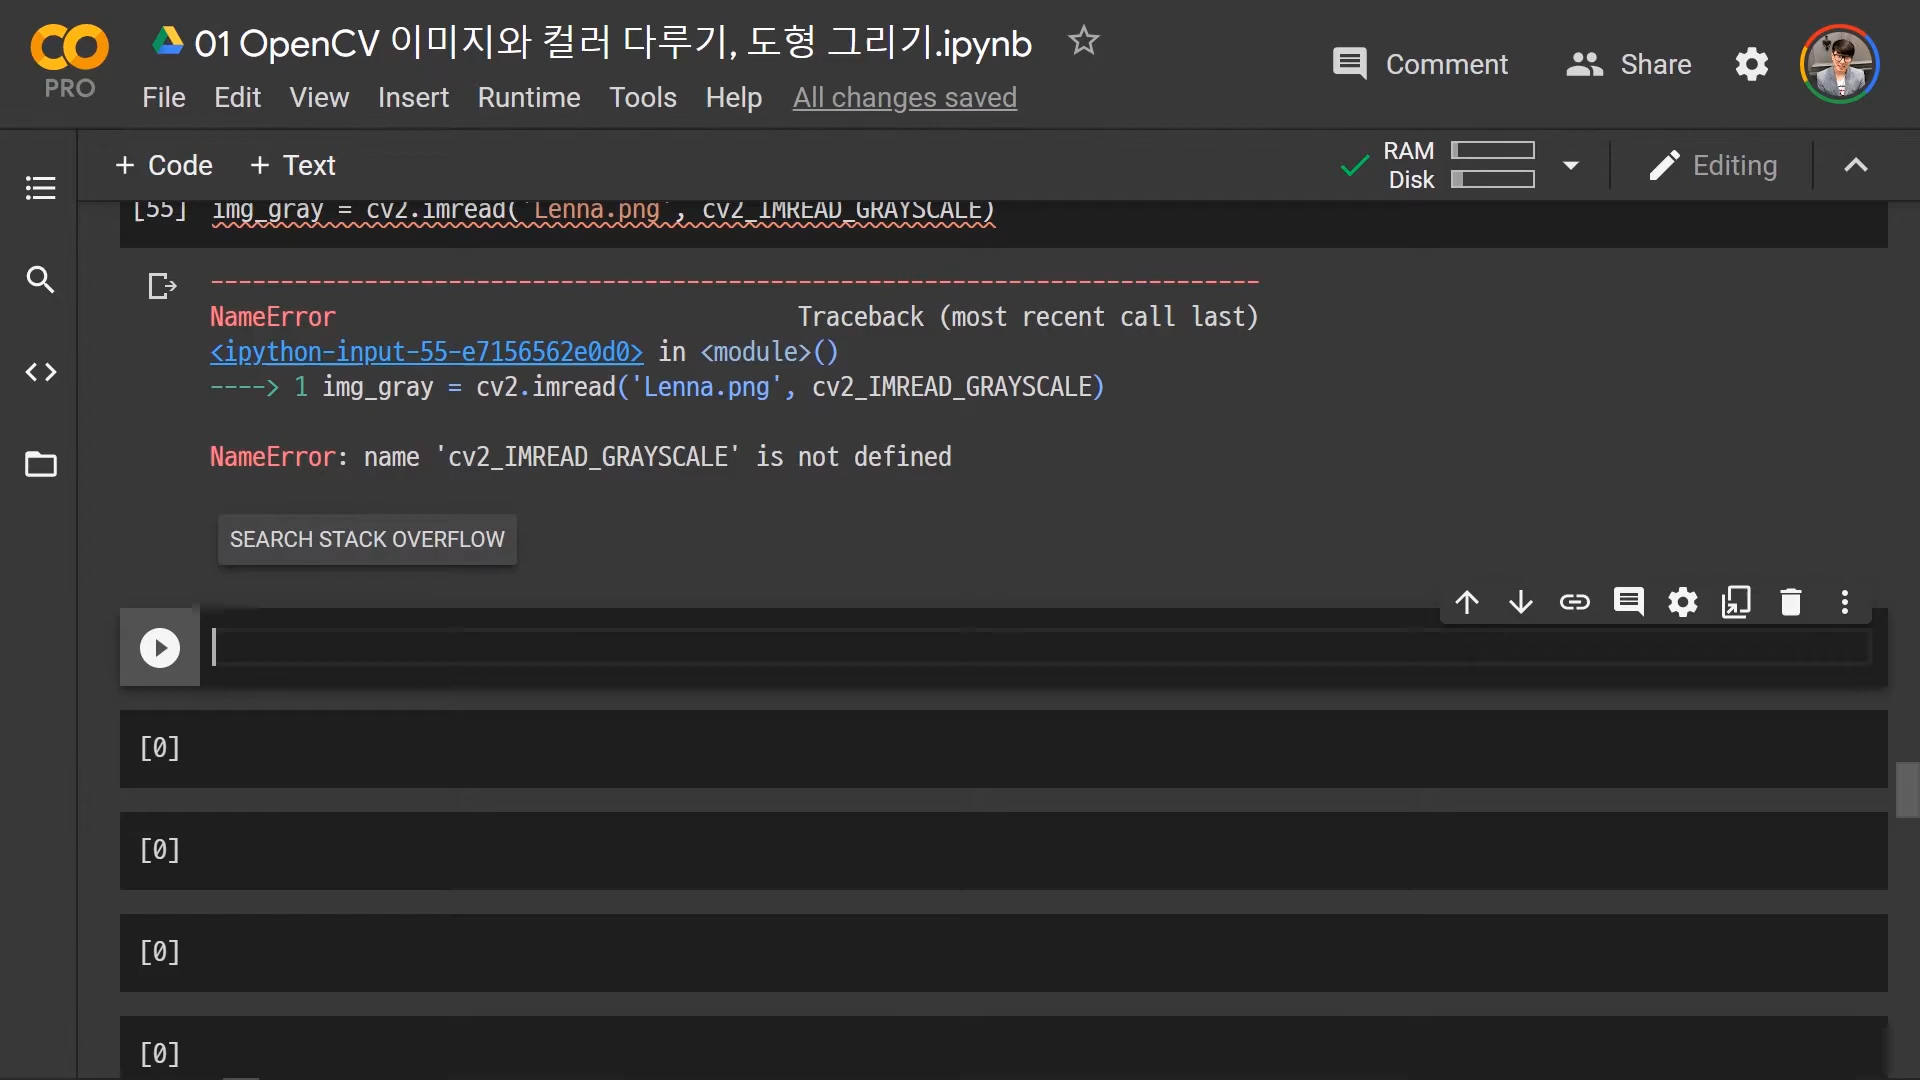 PRO
01 OpenCV 이미지와 컬러 다루기, 도형 그리기.ipynb
File Edit View Insert Runtime Tools Help All changes saved
Comment Share
+ Code + Text
RAM
Disk
Editing
[55] img_gray = cv2.imread('Lenna.png', cv2_IMREAD_GRAYSCALE)
---------------------------------------------------------------------------
NameError Traceback (most recent call last)
<ipython-input-55-e7156562e0d0> in <module>()
----> 1 img_gray = cv2.imread('Lenna.png', cv2_IMREAD_GRAYSCALE)
NameError: name 'cv2_IMREAD_GRAYSCALE' is not defined
SEARCH STACK OVERFLOW
[0]
[0]
[0]
[0]